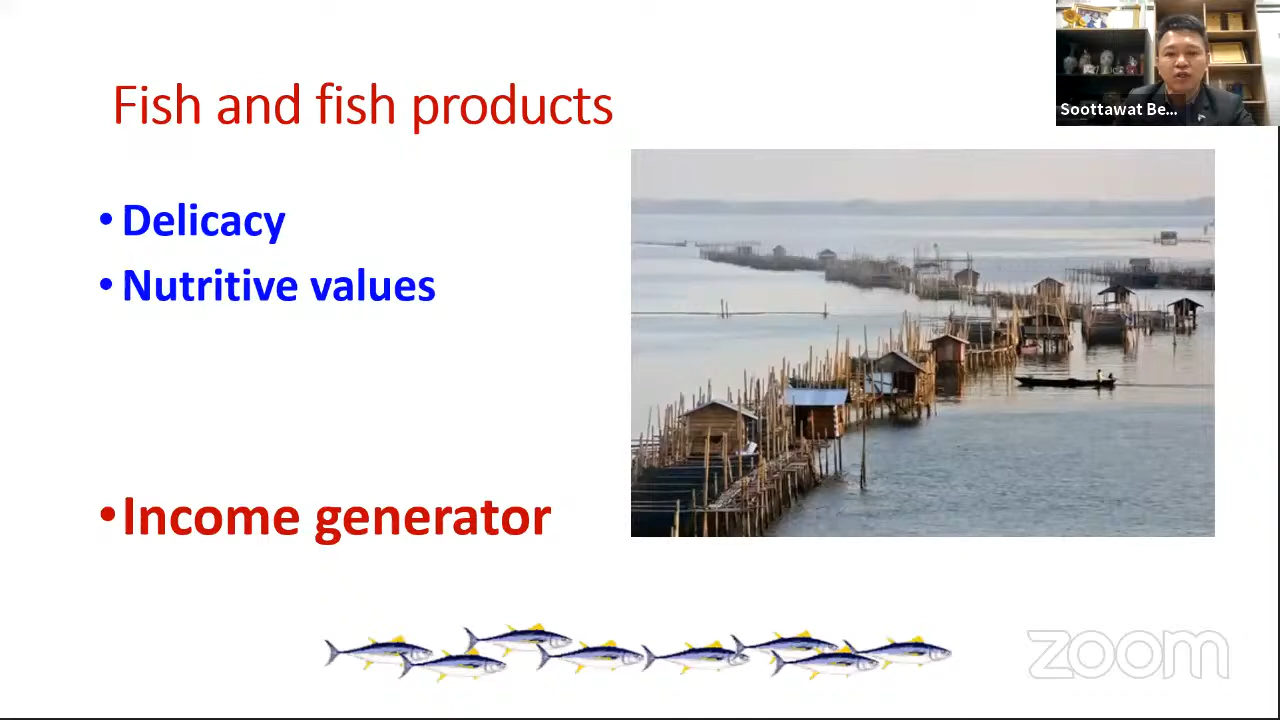 Fish and fish products
Soottawat Be...
• Delicacy
• Nutritive values
• Income generator
zoom